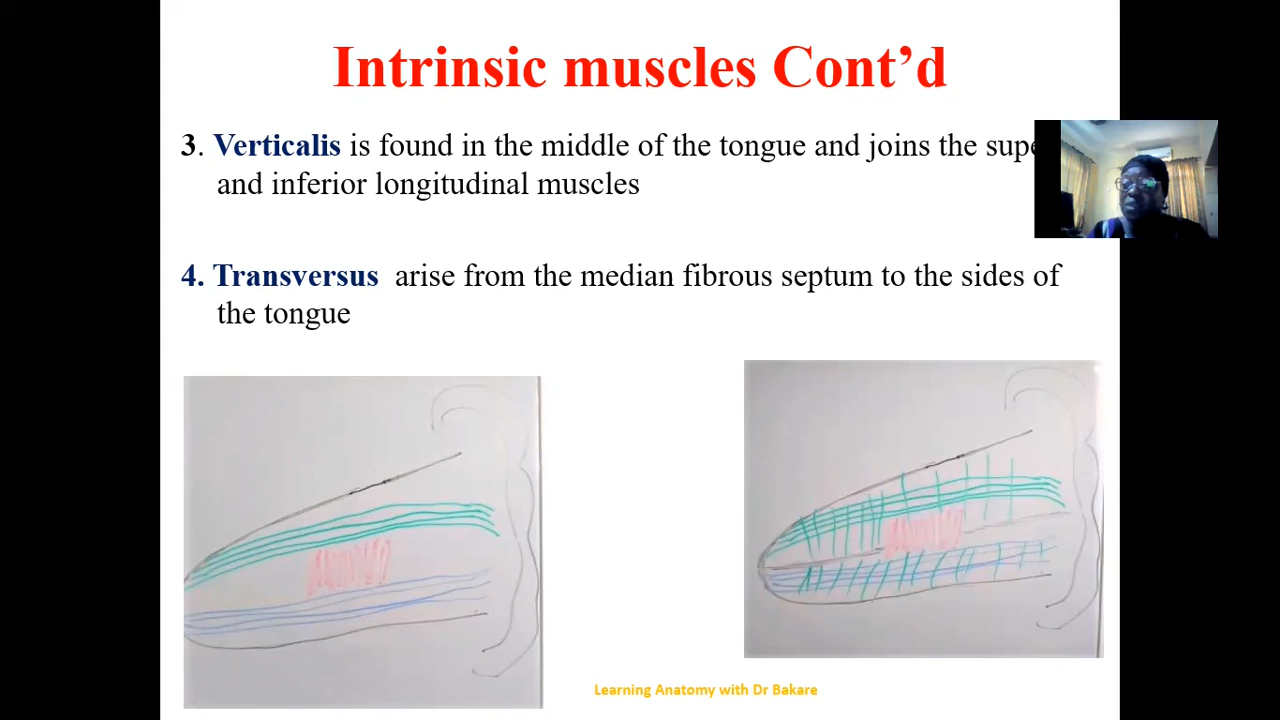 Intrinsic muscles Cont’d
3. Verticalis is found in the middle of the tongue and joins the
and inferior longitudinal muscles
4. Transversus arise from the median fibrous septum to the sides of
the tongue
Learning Anatomy with Dr Bakare